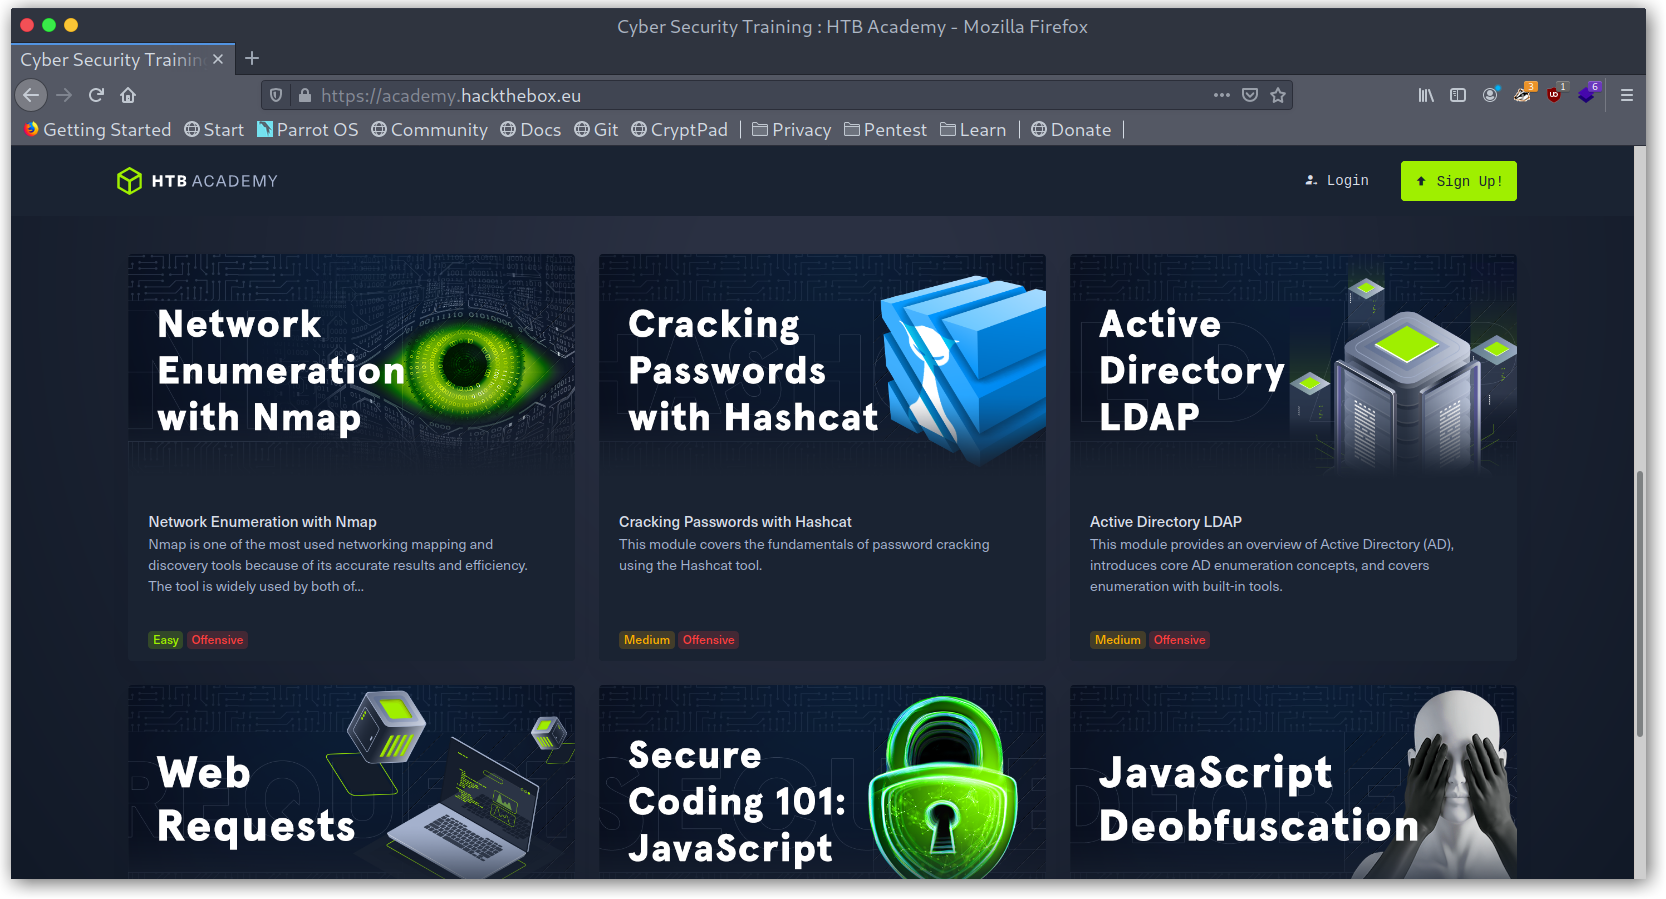 Cyber Security Training : HTB Academy - Mozilla Firefox
Cyber Security Trainin
https://academy.hackthebox.eu
3
1
6
Getting Started Start Parrot OS Community Docs Git CryptPad Privacy Pentest Learn Donate
HTB ACADEMY
Login
Sign Up!
Network
Enumeration
with Nmap
Network Enumeration with Nmap
Nmap is one of the most used networking mapping and
discovery tools because of its accurate results and efficiency.
The tool is widely used by both of...
Easy Offensive
Cracking
Passwords
with Hashcat
Cracking Passwords with Hashcat
This module covers the fundamentals of password cracking
using the Hashcat tool.
Medium Offensive
Active
Directory
LDAP
Active Directory LDAP
This module provides an overview of Active Directory (AD),
introduces core AD enumeration concepts, and covers
enumeration with built-in tools.
Medium Offensive
Web
Requests
Secure
Coding 101:
JavaScript
JavaScript
Deobfuscation